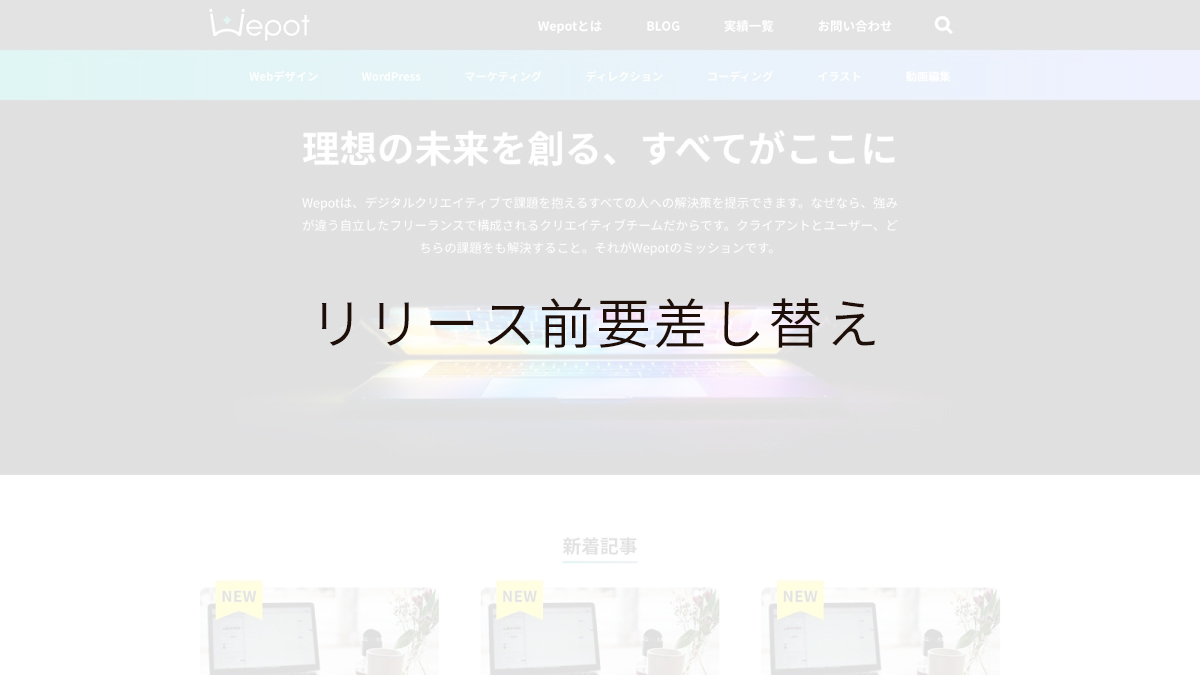 Wepot
Wepotとは BLOG 実績一覧 お問い合わせ
Webデザイン WordPress マーケティング ディレクション コーディング イラスト 動画編集
理想の未来を創る、すべてがここに
Wepotは、デジタルクリエイティブで課題を抱えるすべての人への解決策を提示できます。なぜなら、強み
が違う自立したフリーランスで構成されるクリエイティブチームだからです。クライアントとユーザー、ど
ちらの課題をも解決すること。それがWepotのミッションです。
リリース前要差し替え
新着記事
NEW NEW NEW